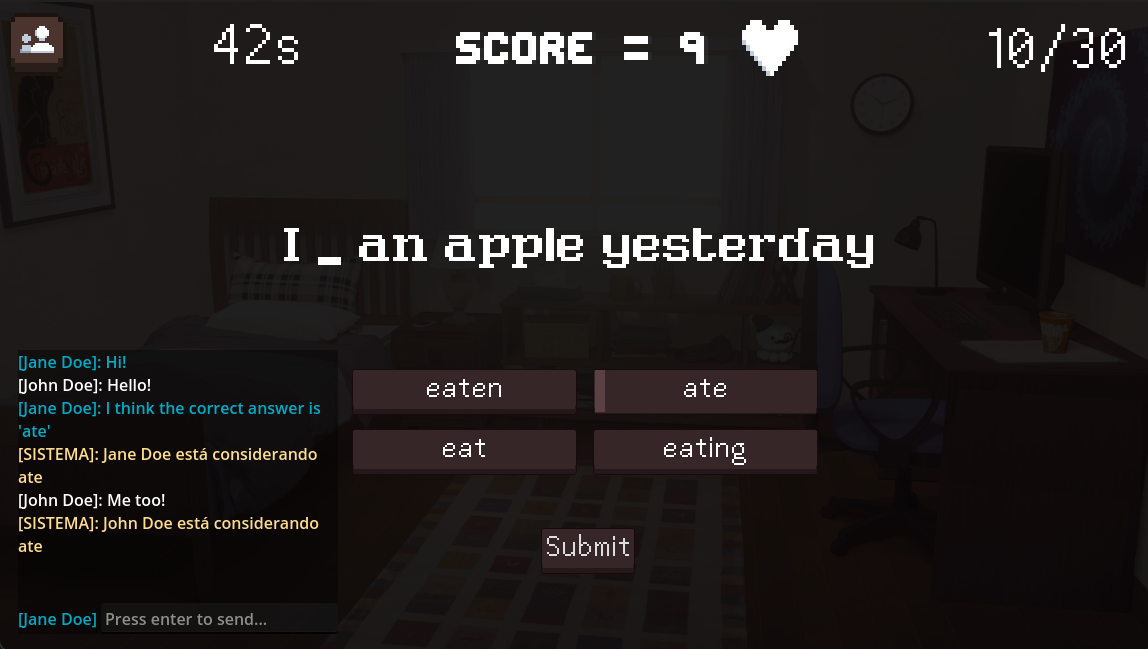 42s
SCORE = 9
10/30
I _ an apple yesterday
[Jane Doe]: Hi!
[John Doe]: Hello!
[Jane Doe]: I think the correct answer is
'ate'
[SISTEMA]: Jane Doe está considerando
ate
[John Doe]: Me too!
[SISTEMA]: John Doe está considerando
ate
[Jane Doe] Press enter to send...
eaten
ate
eat
eating
Submit